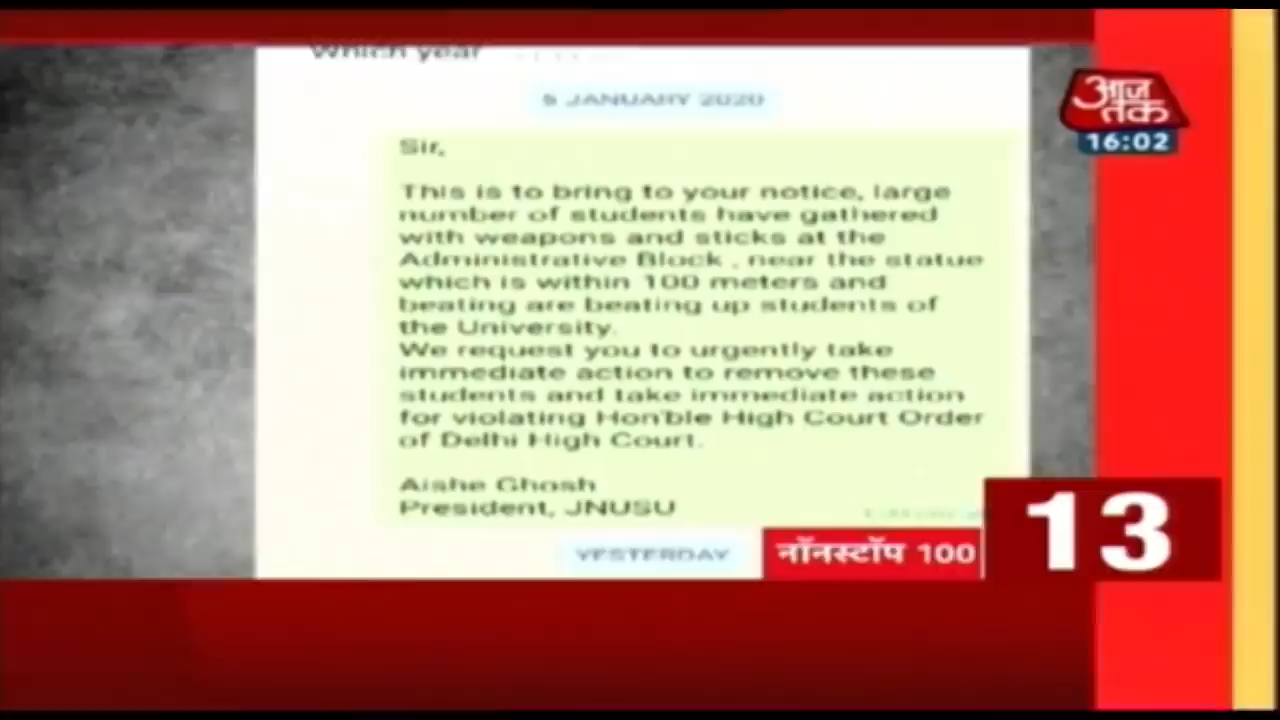 Which year
5 JANUARY 2020
आज
तक
16:02
Sir,
This is to bring to your notice, large
number of students have gathered
with weapons and sticks at the
Administrative Block , near the statue
which is within 100 meters and
beating are beating up students of
the University.
We request you to urgently take
immediate action to remove these
students and take immediate action
for violating Hon'ble High Court Order
of Delhi High Court.
Aishe Ghosh
President, JNUSU
YESTERDAY
नॉनस्टॉप 100
13